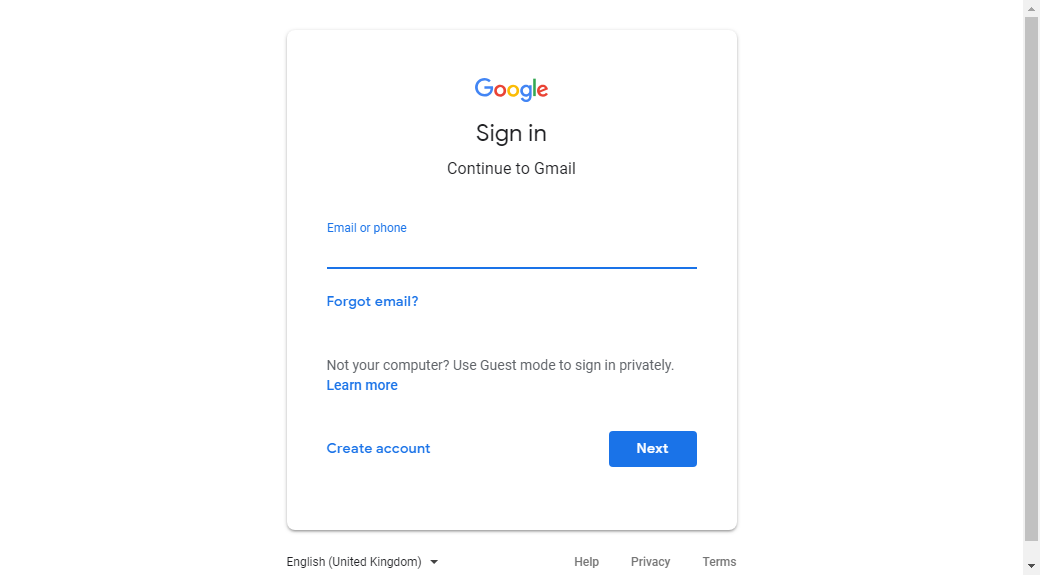 Google
Sign in
Continue to Gmail
Email or phone
Forgot email?
Not your computer? Use Guest mode to sign in privately.
Learn more
Create account
Next
English (United Kingdom)
Help
Privacy
Terms